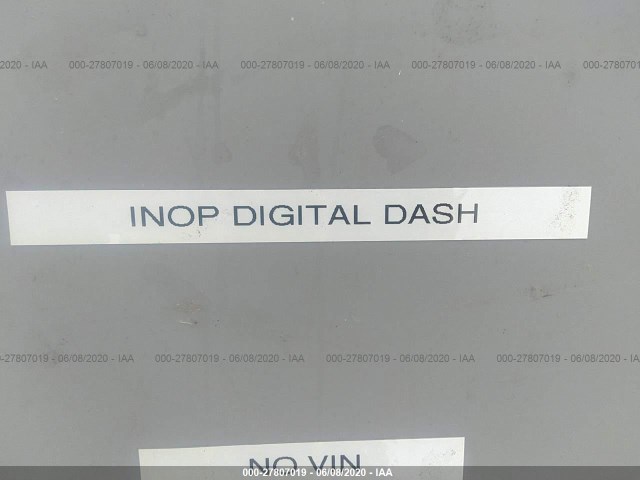 000-27807019 - 06/08/2020 - IAA 000-27807019 - 06/08/2020 - IAA 000-27807019 - 06/08/2020 - IAA
INOP DIGITAL DASH
000-27807019 - 06/08/2020 - IAA 000-27807019 - 06/08/2020 - IAA 000-27807019 - 06/08/2020 - IAA
NO VIN
000-27807019 - 06/08/2020 - IAA